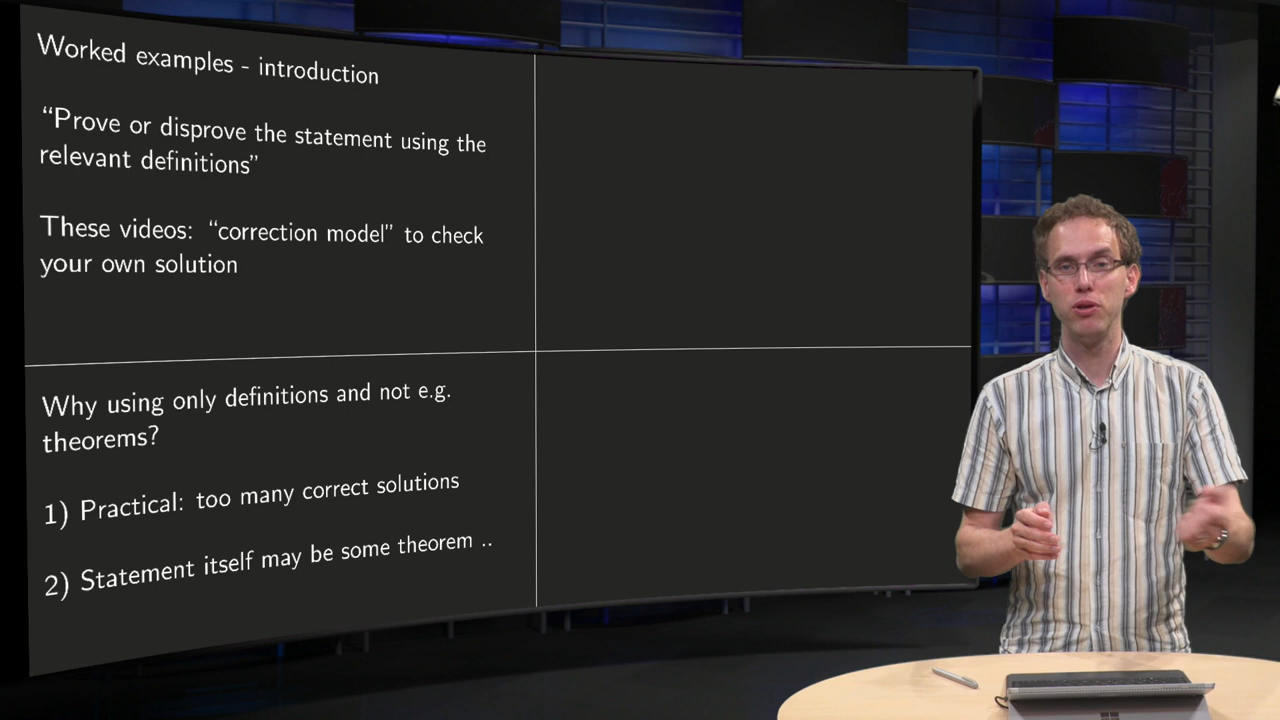 Worked examples - introduction
“Prove or disprove the statement using the
relevant definitions”
These videos: “correction model” to check
your own solution
Why using only definitions and not e.g.
theorems?
1) Practical: too many correct solutions
2) Statement itself may be some theorem ..